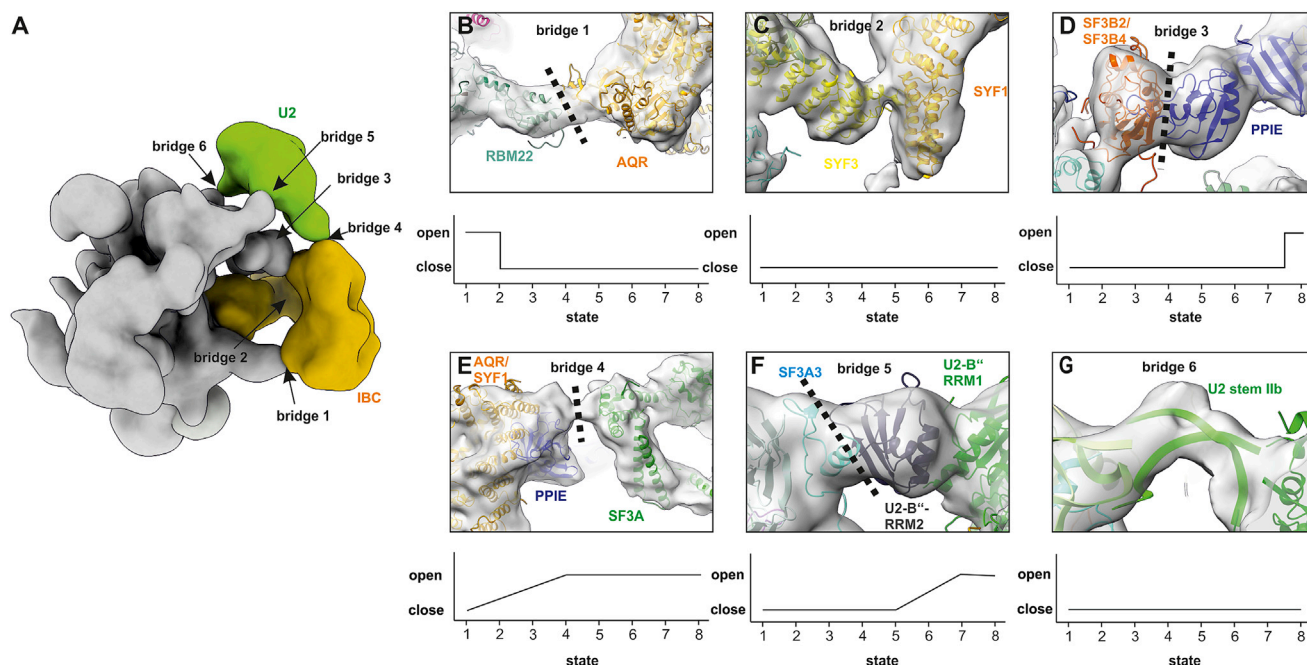 A
U2
bridge 5
bridge 6
bridge 3
bridge 4
bridge 2
IBC
bridge 1
B
bridge 1
RBM22
AQR
open
close
1 2 3 4 5 6 7 8
state
C
bridge 2
SYF1
SYF3
open
close
1 2 3 4 5 6 7 8
state
D
SF3B2/
SF3B4
bridge 3
PPIE
open
close
1 2 3 4 5 6 7 8
state
E
AQR/
SYF1
bridge 4
PPIE
SF3A
open
close
1 2 3 4 5 6 7 8
state
F
SF3A3
bridge 5
U2-B“
RRM1
U2-B“-
RRM2
open
close
1 2 3 4 5 6 7 8
state
G
bridge 6
U2 stem IIb
open
close
1 2 3 4 5 6 7 8
state